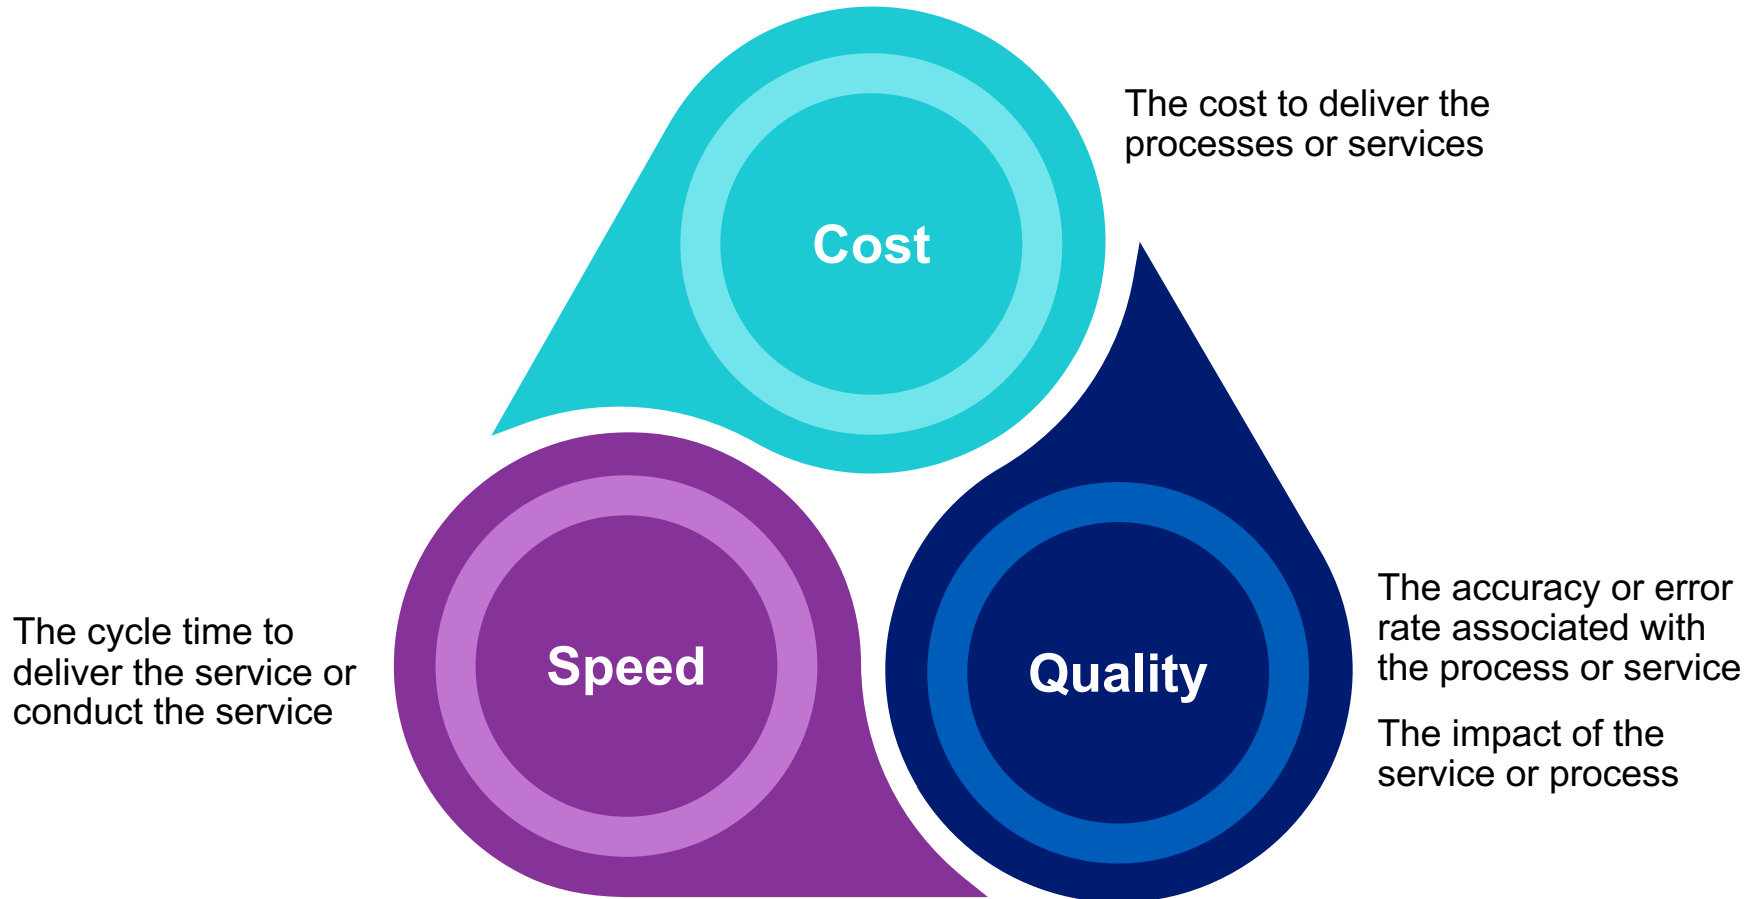 The cost to deliver the
processes or services
Cost
The cycle time to
deliver the service or
conduct the service
Speed
Quality
The accuracy or error
rate associated with
the process or service
The impact of the
service or process